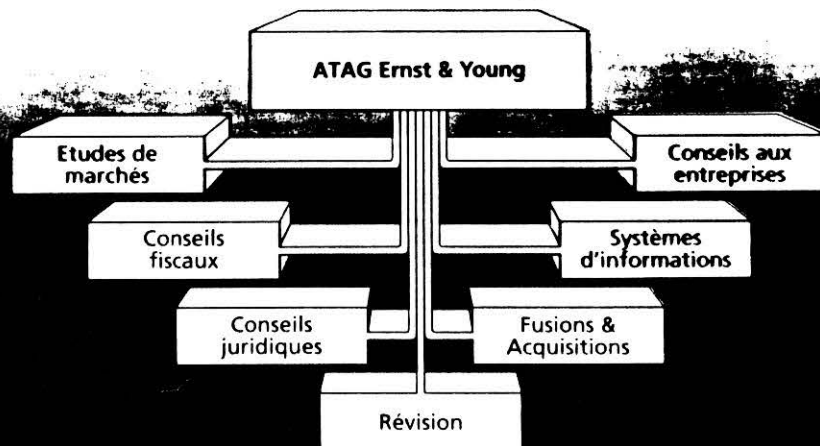 ATAG Ernst & Young
Etudes de
marchés
Conseils aux
entreprises
Conseils
fiscaux
Systèmes
d'informations
Conseils
juridiques
Fusions &
Acquisitions
Révision